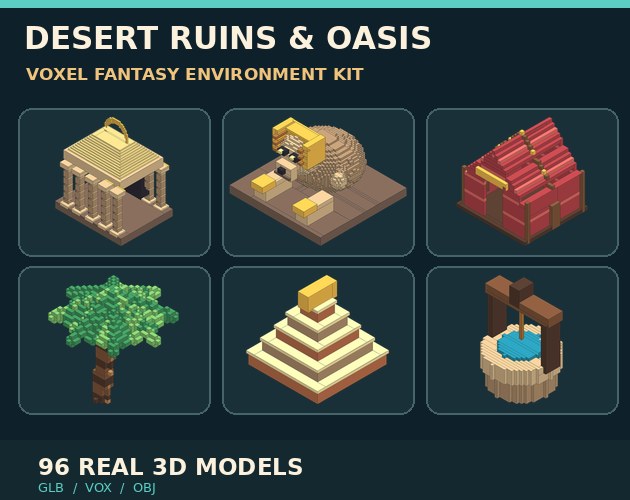 DESERT RUINS & OASIS
VOXEL FANTASY ENVIRONMENT KIT
96 REAL 3D MODELS
GLB / VOX / OBJ